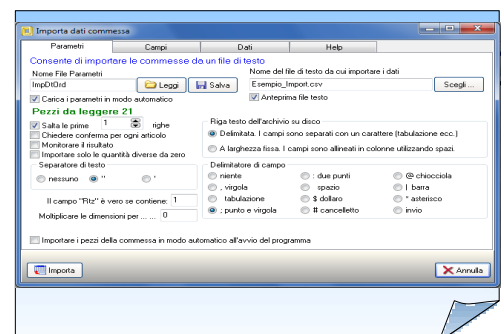 Importa dati commessa
Parametri Campi Dati Help
Consente di importare le commesse da un file di testo
Nome File Parametri
ImpDtOrd Leggi Salva
Nome del file di testo da cui importare i dati
Esempio_Import.csv Scegli ...
Carica i parametri in modo automatico
Anteprima file testo
Pezzi da leggere 21
Salta le prime 1 righe
Chiedere conferma per ogni articolo
Monitorare il risultato
Importare solo le quantità diverse da zero
Riga testo dell'archivio su disco
Delimitata. I campi sono separati con un carattere (tabulazione ecc.)
A larghezza fissa. I campi sono allineati in colonne utilizzando spazi.
Separatore di testo
nessuno " '
Il campo "Rtz" è vero se contiene: 1
Moltiplicare le dimensioni per ... ... 0
Delimitatore di campo
niente : due punti @ chiocciola
, virgola spazio | barra
tabulazione $ dollaro * asterisco
; punto e virgola # cancelletto invio
Importare i pezzi della commessa in modo automatico all'avvio del programma
Importa Annulla